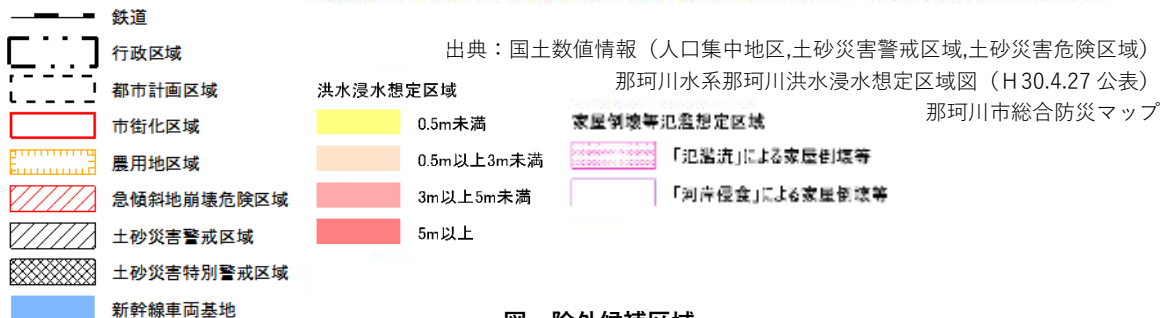 鉄道
行政区域
都市計画区域
市街化区域
農用地区域
急傾斜地崩壊危険区域
土砂災害警戒区域
土砂災害特別警戒区域
新幹線車両基地
洪水浸水想定区域
0.5m未満
0.5m以上3m未満
3m以上5m未満
5m以上
出典：国土数値情報（人口集中地区,土砂災害警戒区域,土砂災害危険区域）
那珂川水系那珂川洪水浸水想定区域図（Ｈ30.4.27 公表）
那珂川市総合防災マップ
家屋倒壊等氾濫想定区域
「氾濫流」による家屋倒壊等
「河岸侵食」による家屋倒壊等
図　除外候補区域